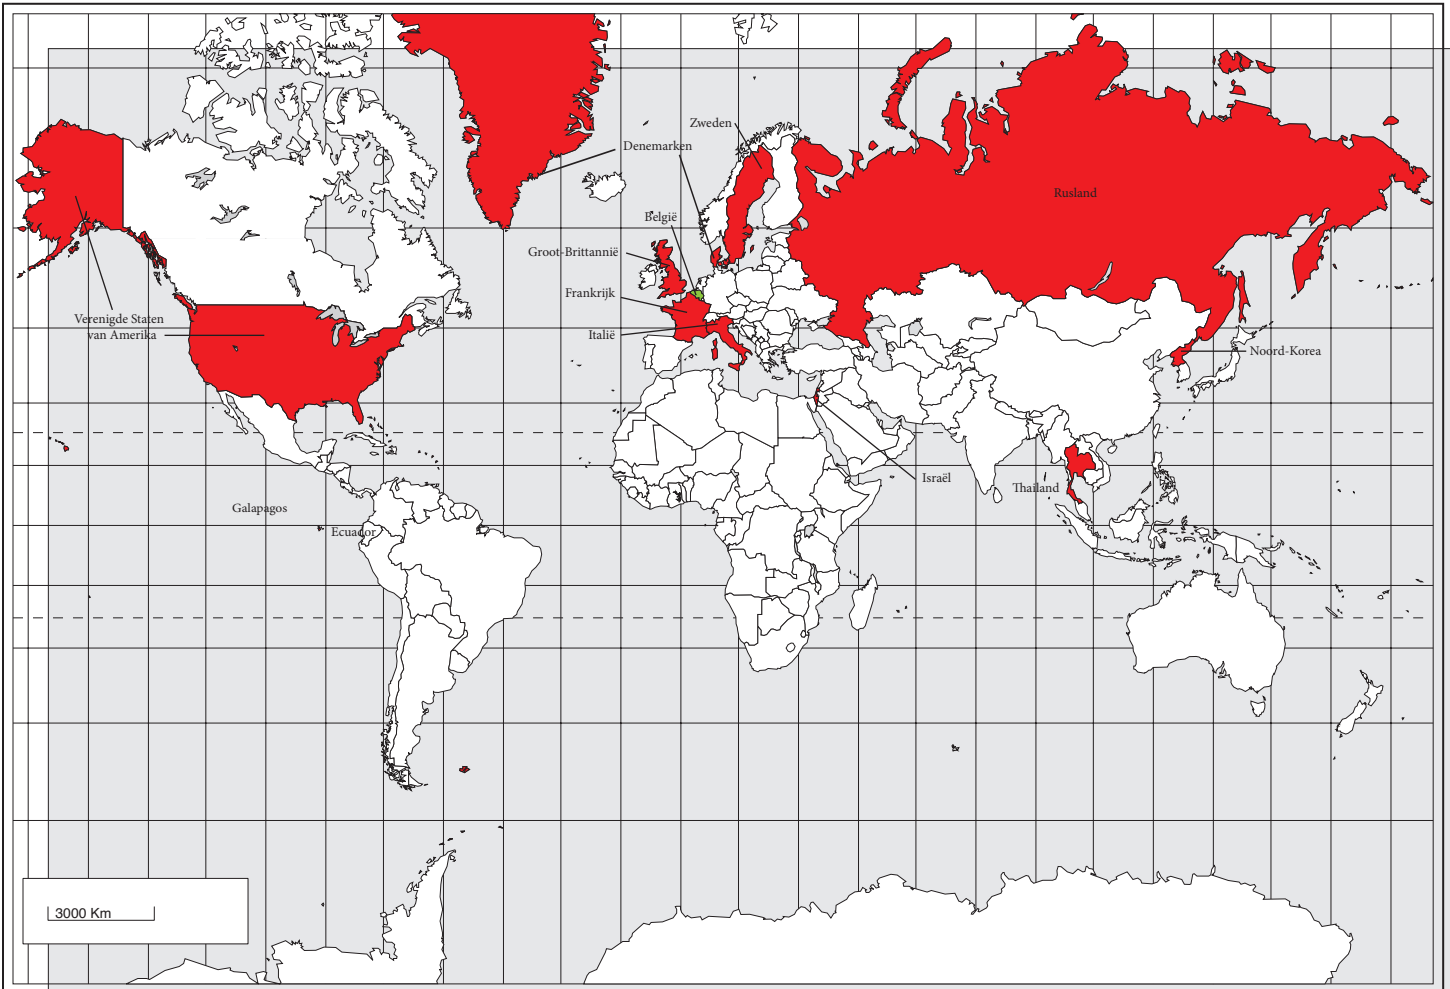 Zweden
Denemarken
Rusland
België
Groot-Brittannië
Frankrijk
Verenigde Staten
van Amerika
Italië
Noord-Korea
Israël
Thailand
Galapagos
Ecuador
3000 Km